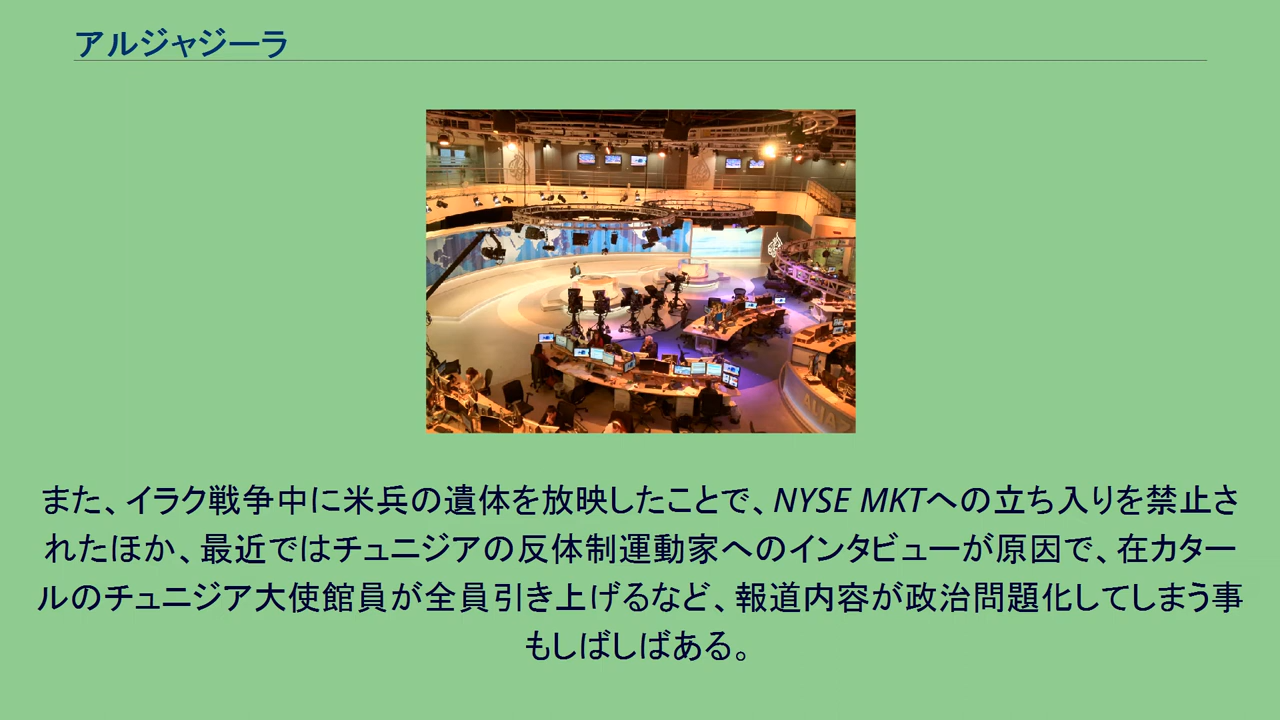 アルジャジーラ
また、イラク戦争中に米兵の遺体を放映したことで、NYSE MKTへの立ち入りを禁止さ
れたほか、最近ではチュニジアの反体制運動家へのインタビューが原因で、在カター
ルのチュニジア大使館員が全員引き上げるなど、報道内容が政治問題化してしまう事
もしばしばある。